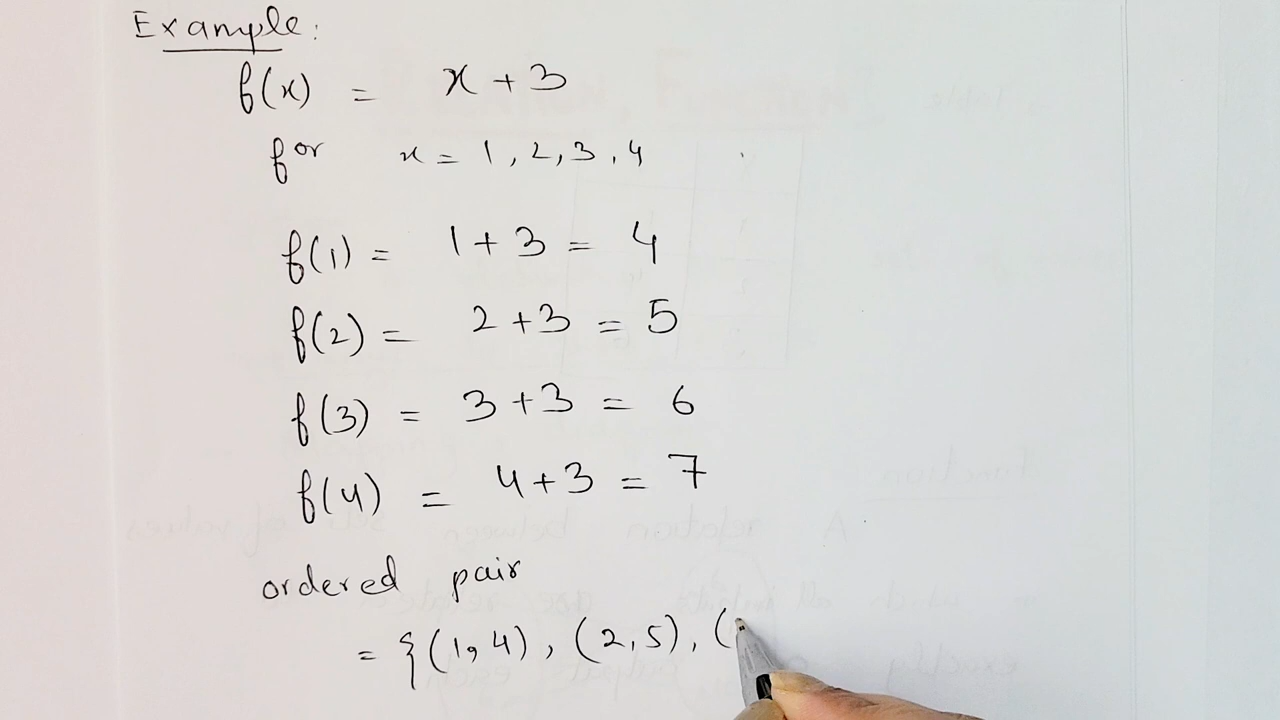 Example:
f(x) = x + 3
for x = 1, 2, 3, 4
f(1) = 1 + 3 = 4
f(2) = 2 + 3 = 5
f(3) = 3 + 3 = 6
f(4) = 4 + 3 = 7
ordered pair
= {(1, 4), (2, 5), (